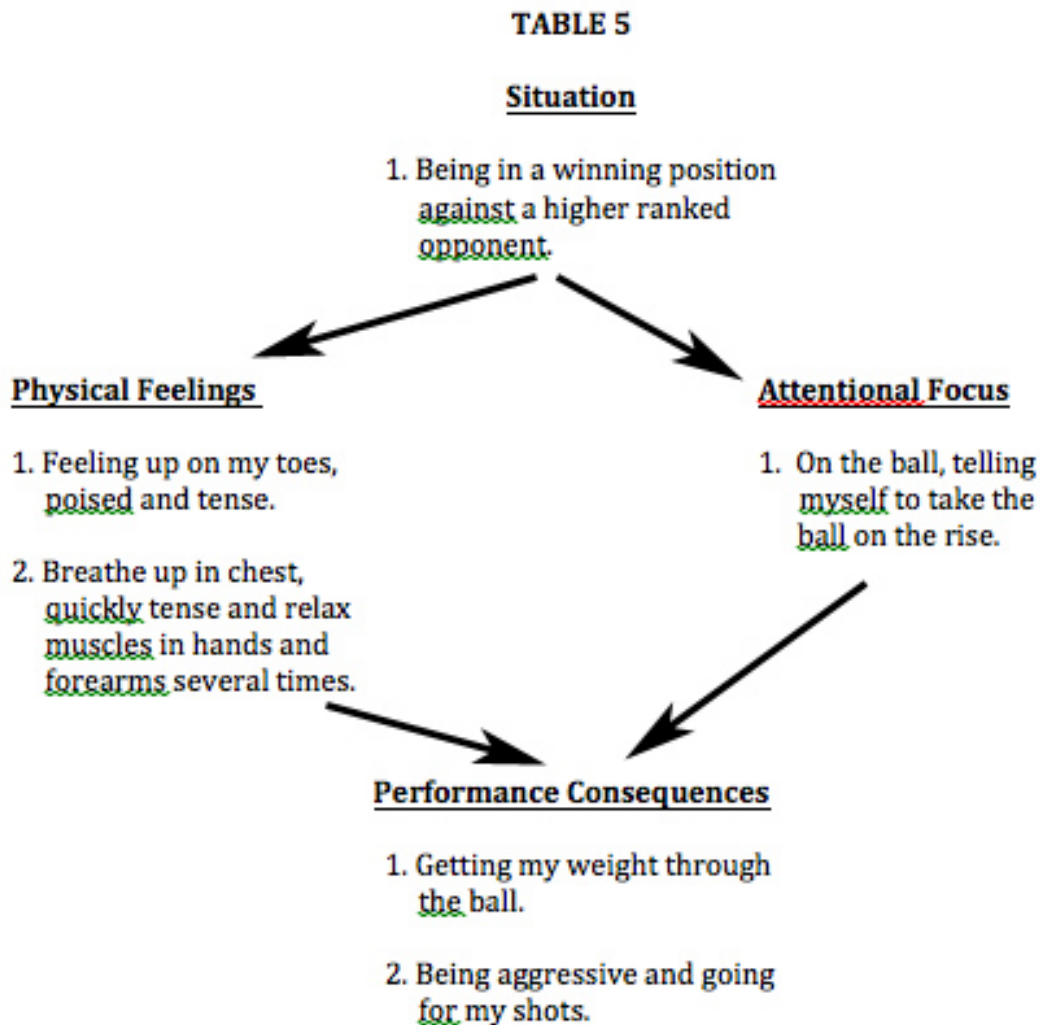 TABLE 5
Situation
1. Being in a winning position
against a higher ranked
opponent.
Physical Feelings
1. Feeling up on my toes,
poised and tense.
2. Breathe up in chest,
quickly tense and relax
muscles in hands and
forearms several times.
Attentional Focus
1. On the ball, telling
myself to take the
ball on the rise.
Performance Consequences
1. Getting my weight through
the ball.
2. Being aggressive and going
for my shots.